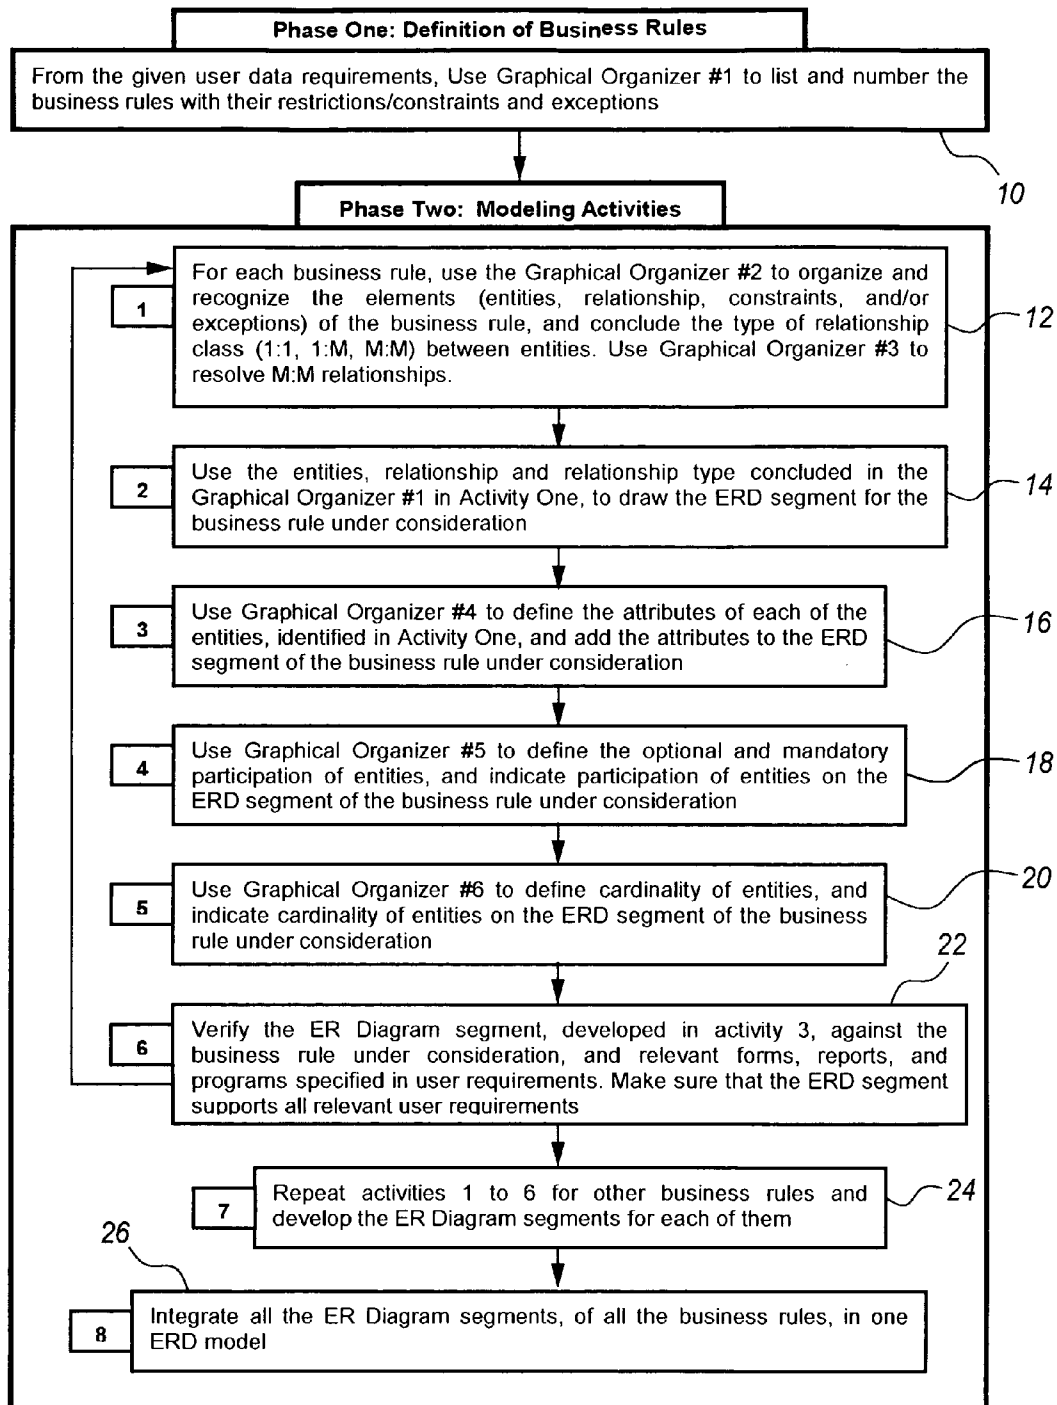 Phase One: Definition of Business Rules
From the given user data requirements, Use Graphical Organizer #1 to list and number the
business rules with their restrictions/constraints and exceptions
10
Phase Two: Modeling Activities
1
For each business rule, use the Graphical Organizer #2 to organize and
recognize the elements (entities, relationship, constraints, and/or
exceptions) of the business rule, and conclude the type of relationship
class (1:1, 1:M, M:M) between entities. Use Graphical Organizer #3 to
resolve M:M relationships.
12
2
Use the entities, relationship and relationship type concluded in the
Graphical Organizer #1 in Activity One, to draw the ERD segment for the
business rule under consideration
14
3
Use Graphical Organizer #4 to define the attributes of each of the
entities, identified in Activity One, and add the attributes to the ERD
segment of the business rule under consideration
16
4
Use Graphical Organizer #5 to define the optional and mandatory
participation of entities, and indicate participation of entities on the
ERD segment of the business rule under consideration
18
5
Use Graphical Organizer #6 to define cardinality of entities, and
indicate cardinality of entities on the ERD segment of the business
rule under consideration
20
22
6
Verify the ER Diagram segment, developed in activity 3, against the
business rule under consideration, and relevant forms, reports, and
programs specified in user requirements. Make sure that the ERD segment
supports all relevant user requirements
7
Repeat activities 1 to 6 for other business rules and
develop the ER Diagram segments for each of them
24
26
8
Integrate all the ER Diagram segments, of all the business rules, in one
ERD model